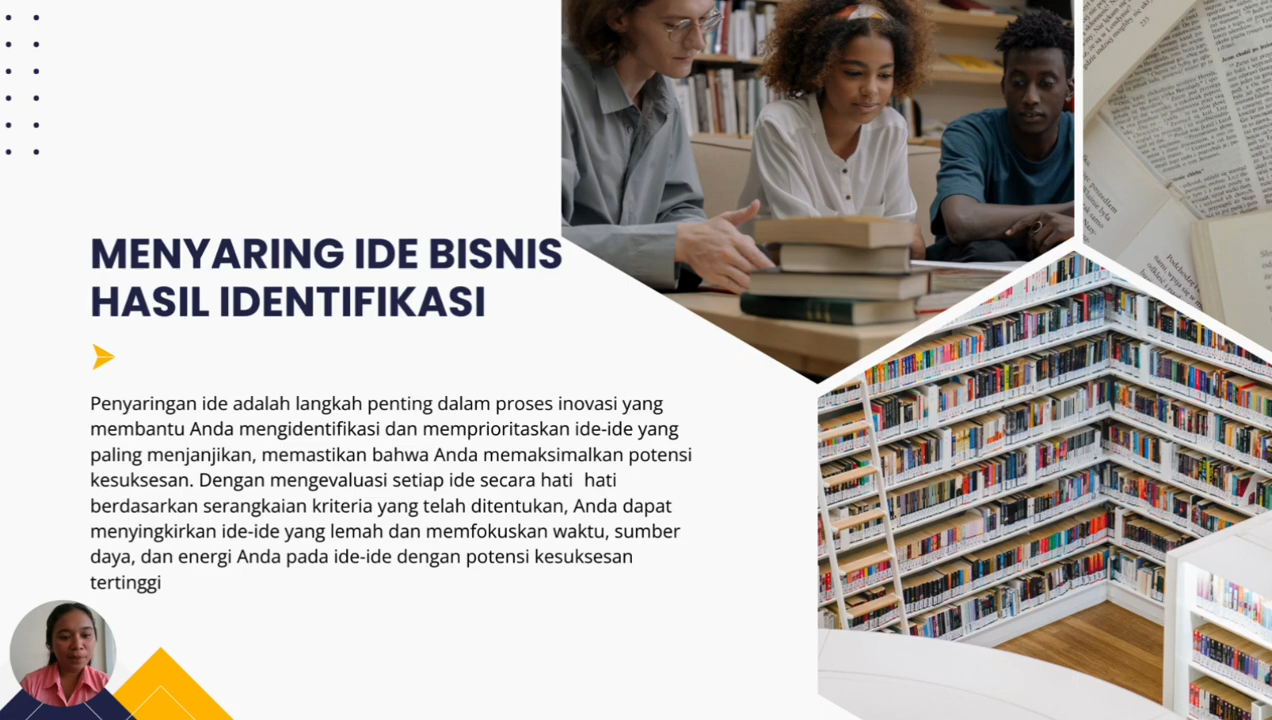 MENYARING IDE BISNIS
HASIL IDENTIFIKASI
Penyaringan ide adalah langkah penting dalam proses inovasi yang
membantu Anda mengidentifikasi dan memprioritaskan ide-ide yang
paling menjanjikan, memastikan bahwa Anda memaksimalkan potensi
kesuksesan. Dengan mengevaluasi setiap ide secara hati  hati
berdasarkan serangkaian kriteria yang telah ditentukan, Anda dapat
menyingkirkan ide-ide yang lemah dan memfokuskan waktu, sumber
daya, dan energi Anda pada ide-ide dengan potensi kesuksesan
tertinggi